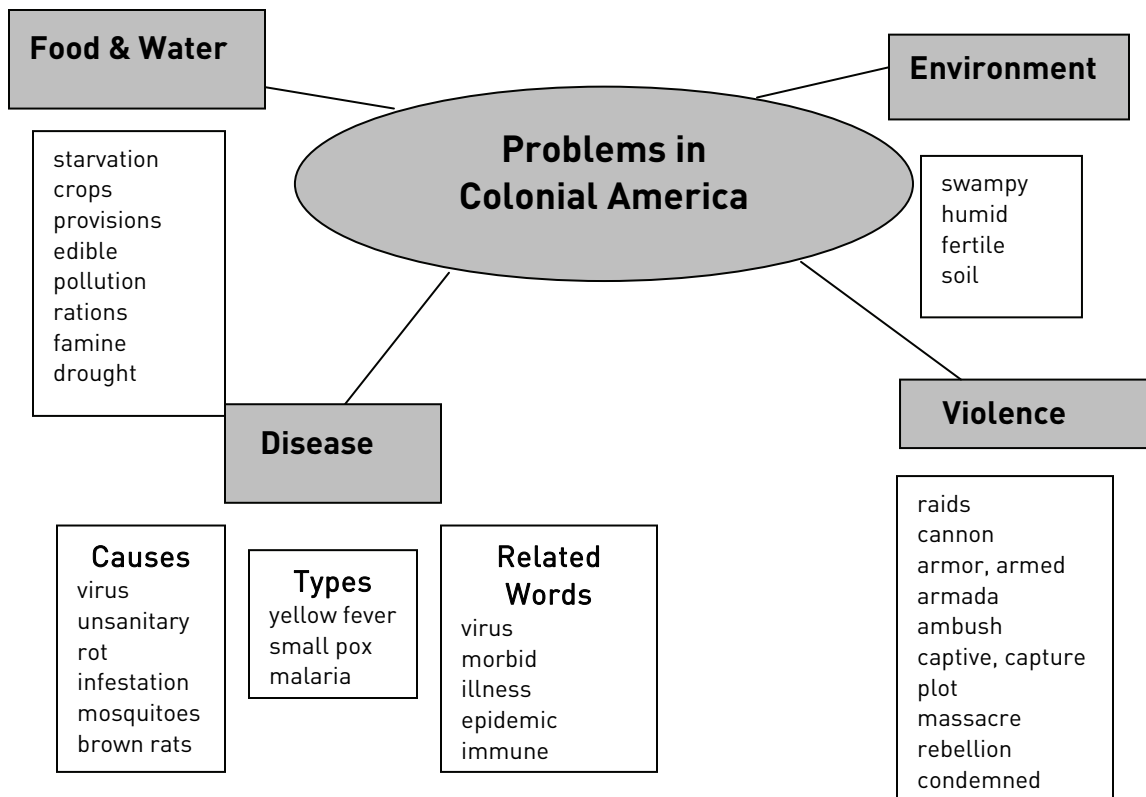 Food & Water
Environment
Problems in
Colonial America
starvation
crops
provisions
edible
pollution
rations
famine
drought
swampy
humid
fertile
soil
Disease
Violence
Causes
virus
unsanitary
rot
infestation
mosquitoes
brown rats
Types
yellow fever
small pox
malaria
Related
Words
virus
morbid
illness
epidemic
immune
raids
cannon
armor, armed
armada
ambush
captive, capture
plot
massacre
rebellion
condemned